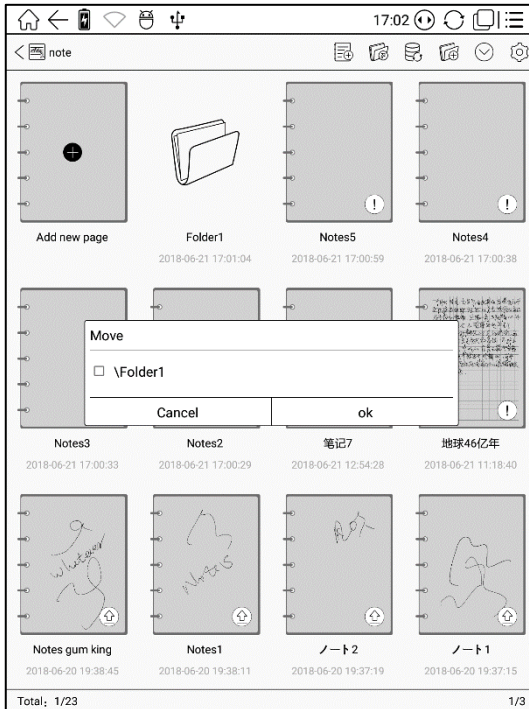 17:02
note
Add new page
Folder1
Notes5
Notes4
2018-06-21 17:01:04
2018-06-21 17:00:59
2018-06-21 17:00:38
Move
\Folder1
Cancel
ok
Notes3
Notes2
笔记7
地球46亿年
2018-06-21 17:00:33
2018-06-21 17:00:29
2018-06-21 12:54:28
2018-06-21 11:18:40
whatever
Notes
Notes gum king
Notes1
ノート2
ノート1
2018-06-20 19:38:45
2018-06-20 19:38:11
2018-06-20 19:37:19
2018-06-20 19:37:15
Total: 1/23
1/3